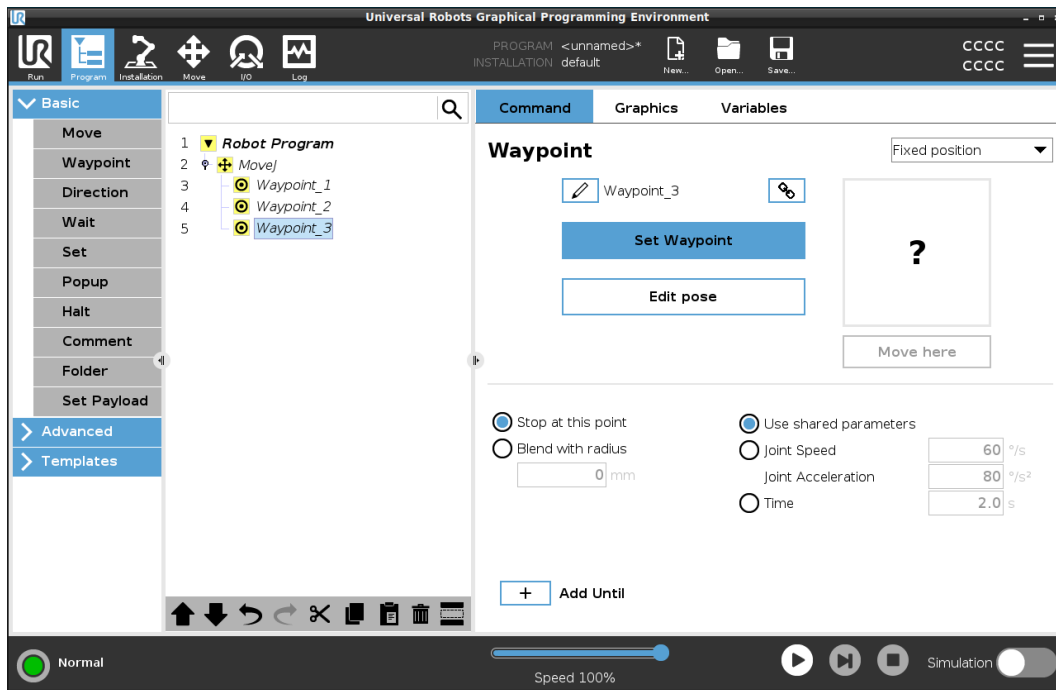 UR
Universal Robots Graphical Programming Environment
UR
Run
Program
Installation
Move
I/O
Log
PROGRAM <unnamed>*
INSTALLATION default
New...
Open...
Save...
CCCC
CCCC
Basic
Move
Waypoint
Direction
Wait
Set
Popup
Halt
Comment
Folder
Set Payload
Advanced
Templates
1 Robot Program
2 MoveJ
3 Waypoint_1
4 Waypoint_2
5 Waypoint_3
Command Graphics Variables
Waypoint
Fixed position
Waypoint_3
Set Waypoint
Edit pose
?
Move here
Stop at this point
Blend with radius
0 mm
Use shared parameters
Joint Speed 60 °/s
Joint Acceleration 80 °/s²
Time 2.0 s
+ Add Until
Normal
Speed 100%
Simulation